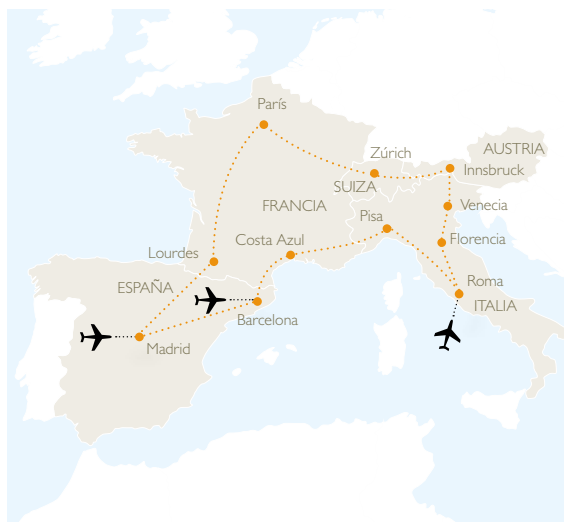 París
Zúrich
AUSTRIA
Innsbruck
SUIZA
FRANCIA
Venecia
Pisa
Costa Azul
Florencia
Lourdes
ESPAÑA
Roma
ITALIA
Barcelona
Madrid